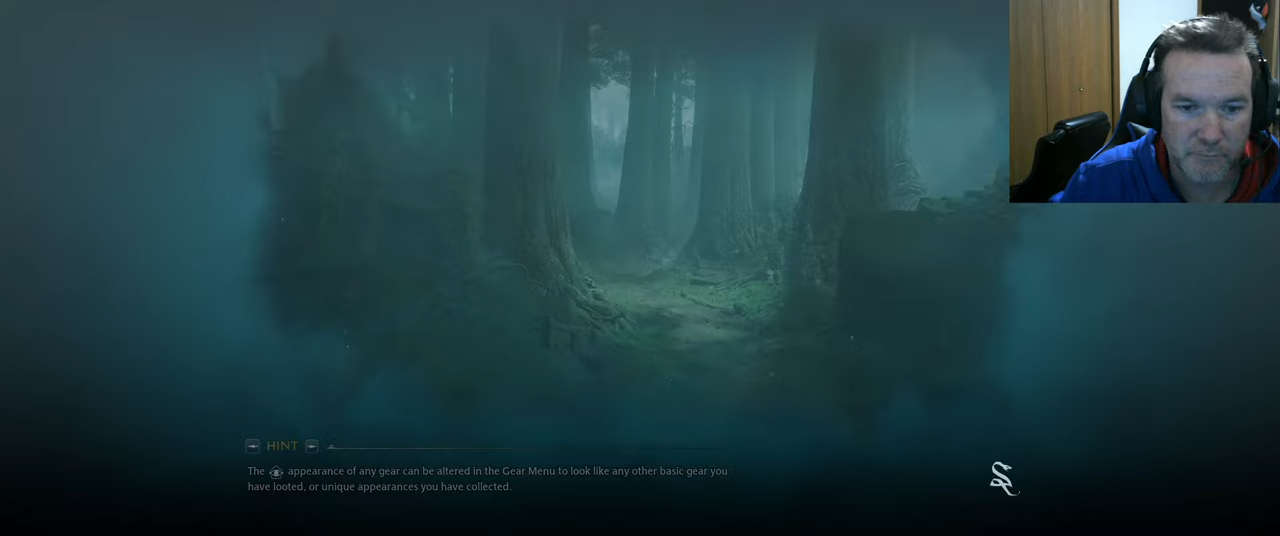 HINT
The appearance of any gear can be altered in the Gear Menu to look like any other basic gear you
have looted, or unique appearances you have collected.